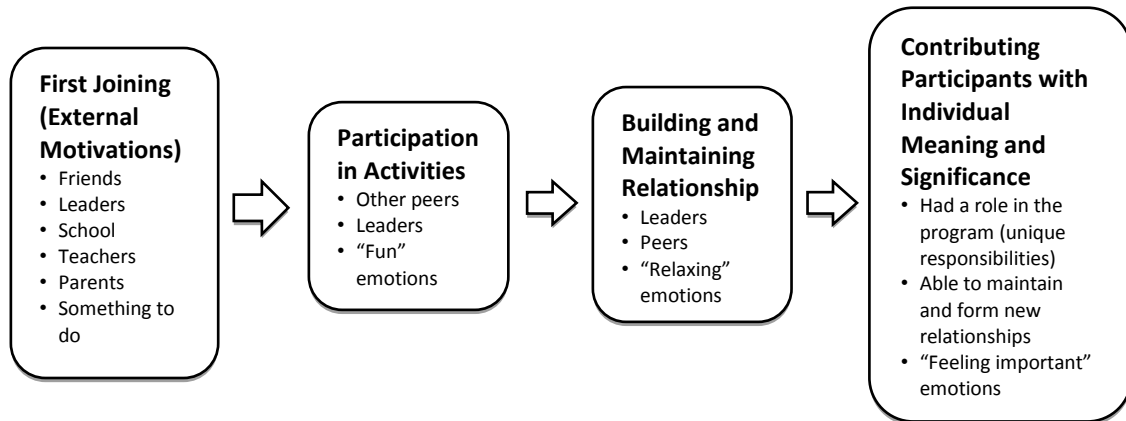 First Joining
(External
Motivations)
• Friends
• Leaders
• School
• Teachers
• Parents
• Something to
do
Participation
in Activities
• Other peers
• Leaders
• “Fun”
emotions
Building and
Maintaining
Relationship
• Leaders
• Peers
• “Relaxing”
emotions
Contributing
Participants with
Individual
Meaning and
Significance
• Had a role in the
program (unique
responsibilities)
• Able to maintain
and form new
relationships
• “Feeling important”
emotions